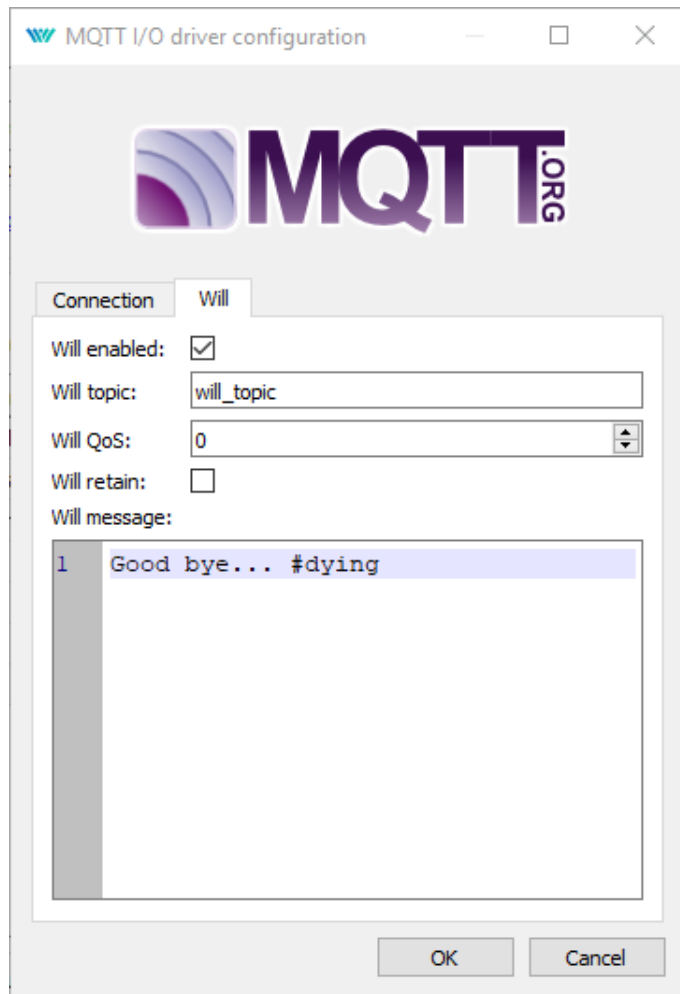 MQTT I/O driver configuration
MQTT.ORG
Connection Will
Will enabled:
Will topic: will_topic
Will QoS: 0
Will retain:
Will message:
1 Good bye... #dying
OK Cancel